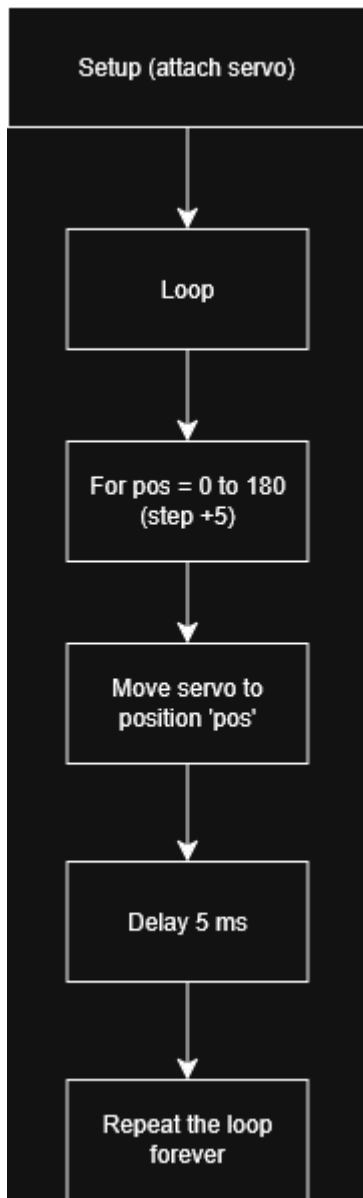 Setup (attach servo)
Loop
For pos = 0 to 180
(step +5)
Move servo to
position 'pos'
Delay 5 ms
Repeat the loop
forever